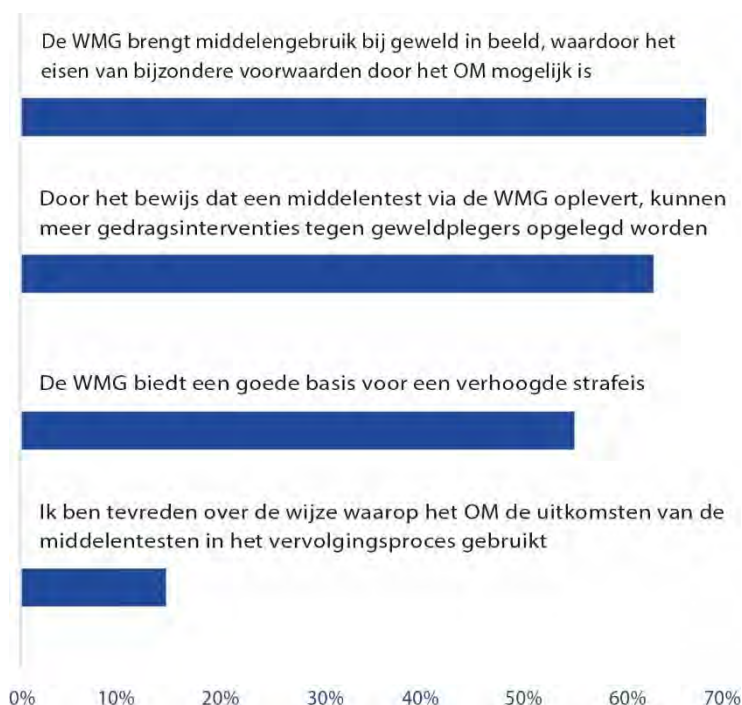 De WMG brengt middelengebruik bij geweld in beeld, waardoor het
eisen van bijzondere voorwaarden door het OM mogelijk is
Door het bewijs dat een middelentest via de WMG oplevert, kunnen
meer gedragsinterventies tegen geweldplegers opgelegd worden
De WMG biedt een goede basis voor een verhoogde strafeis
Ik ben tevreden over de wijze waarop het OM de uitkomsten van de
middelentesten in het vervolgingsproces gebruikt
0% 10% 20% 30% 40% 50% 60% 70%